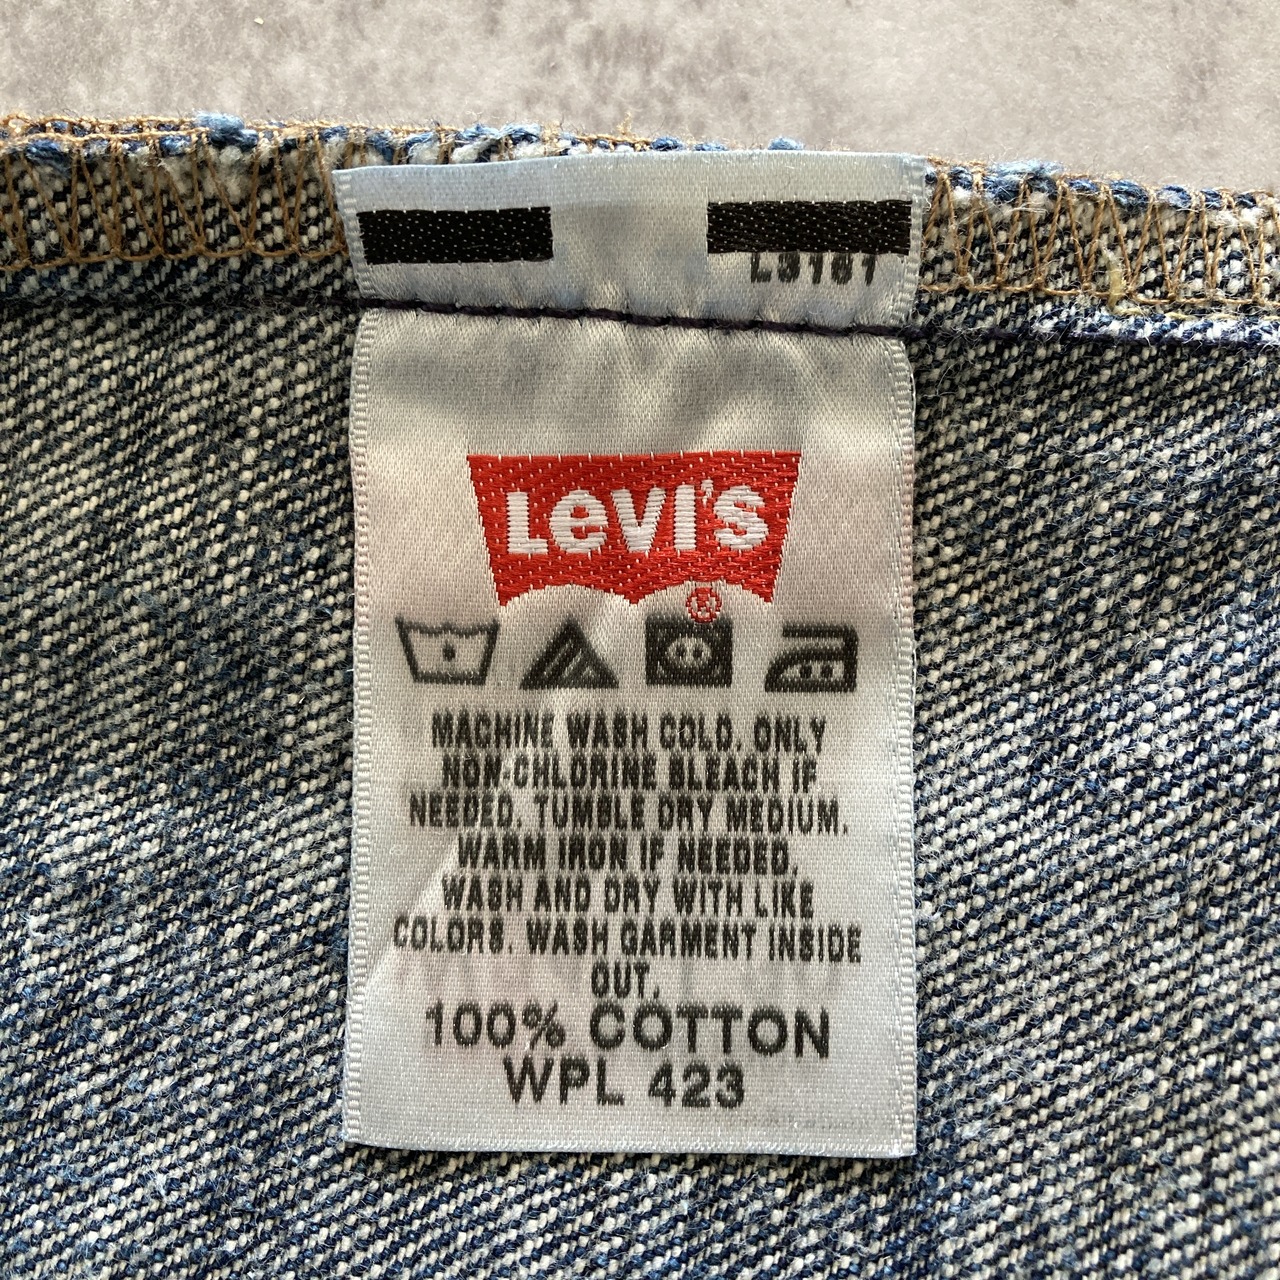 L9161
LEVI'S
®
MACHINE WASH COLD. ONLY
NON-CHLORINE BLEACH IF
NEEDED. TUMBLE DRY MEDIUM.
WARM IRON IF NEEDED.
WASH AND DRY WITH LIKE
COLORS. WASH GARMENT INSIDE
OUT.
100% COTTON
WPL 423